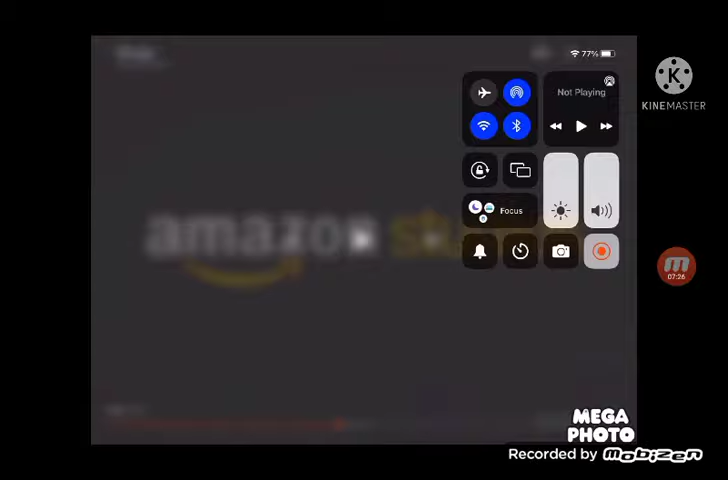 77%
KINEMASTER
Not Playing
Focus
amazon
07:26
MEGA
PHOTO
Recorded by mobizen